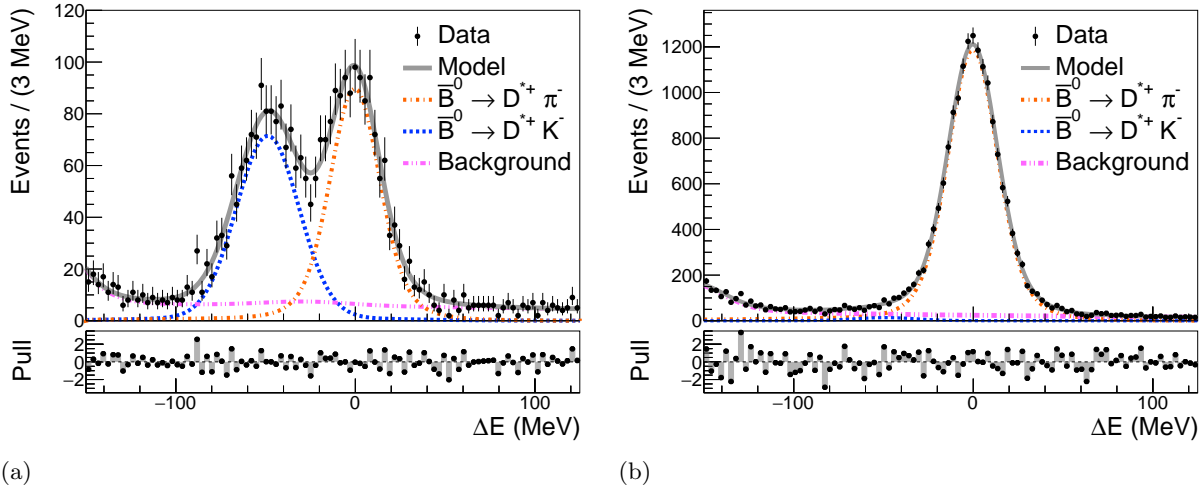 120
100
80
60
40
20
0
Events / (3 MeV)
Data
Model
B̅⁰ → D*⁺ π⁻
B̅⁰ → D*⁺ K⁻
Background
2
0
−2
Pull
−100
0
100
ΔE (MeV)
(a)
1200
1000
800
600
400
200
0
Events / (3 MeV)
Data
Model
B̅⁰ → D*⁺ π⁻
B̅⁰ → D*⁺ K⁻
Background
2
0
−2
Pull
−100
0
100
ΔE (MeV)
(b)